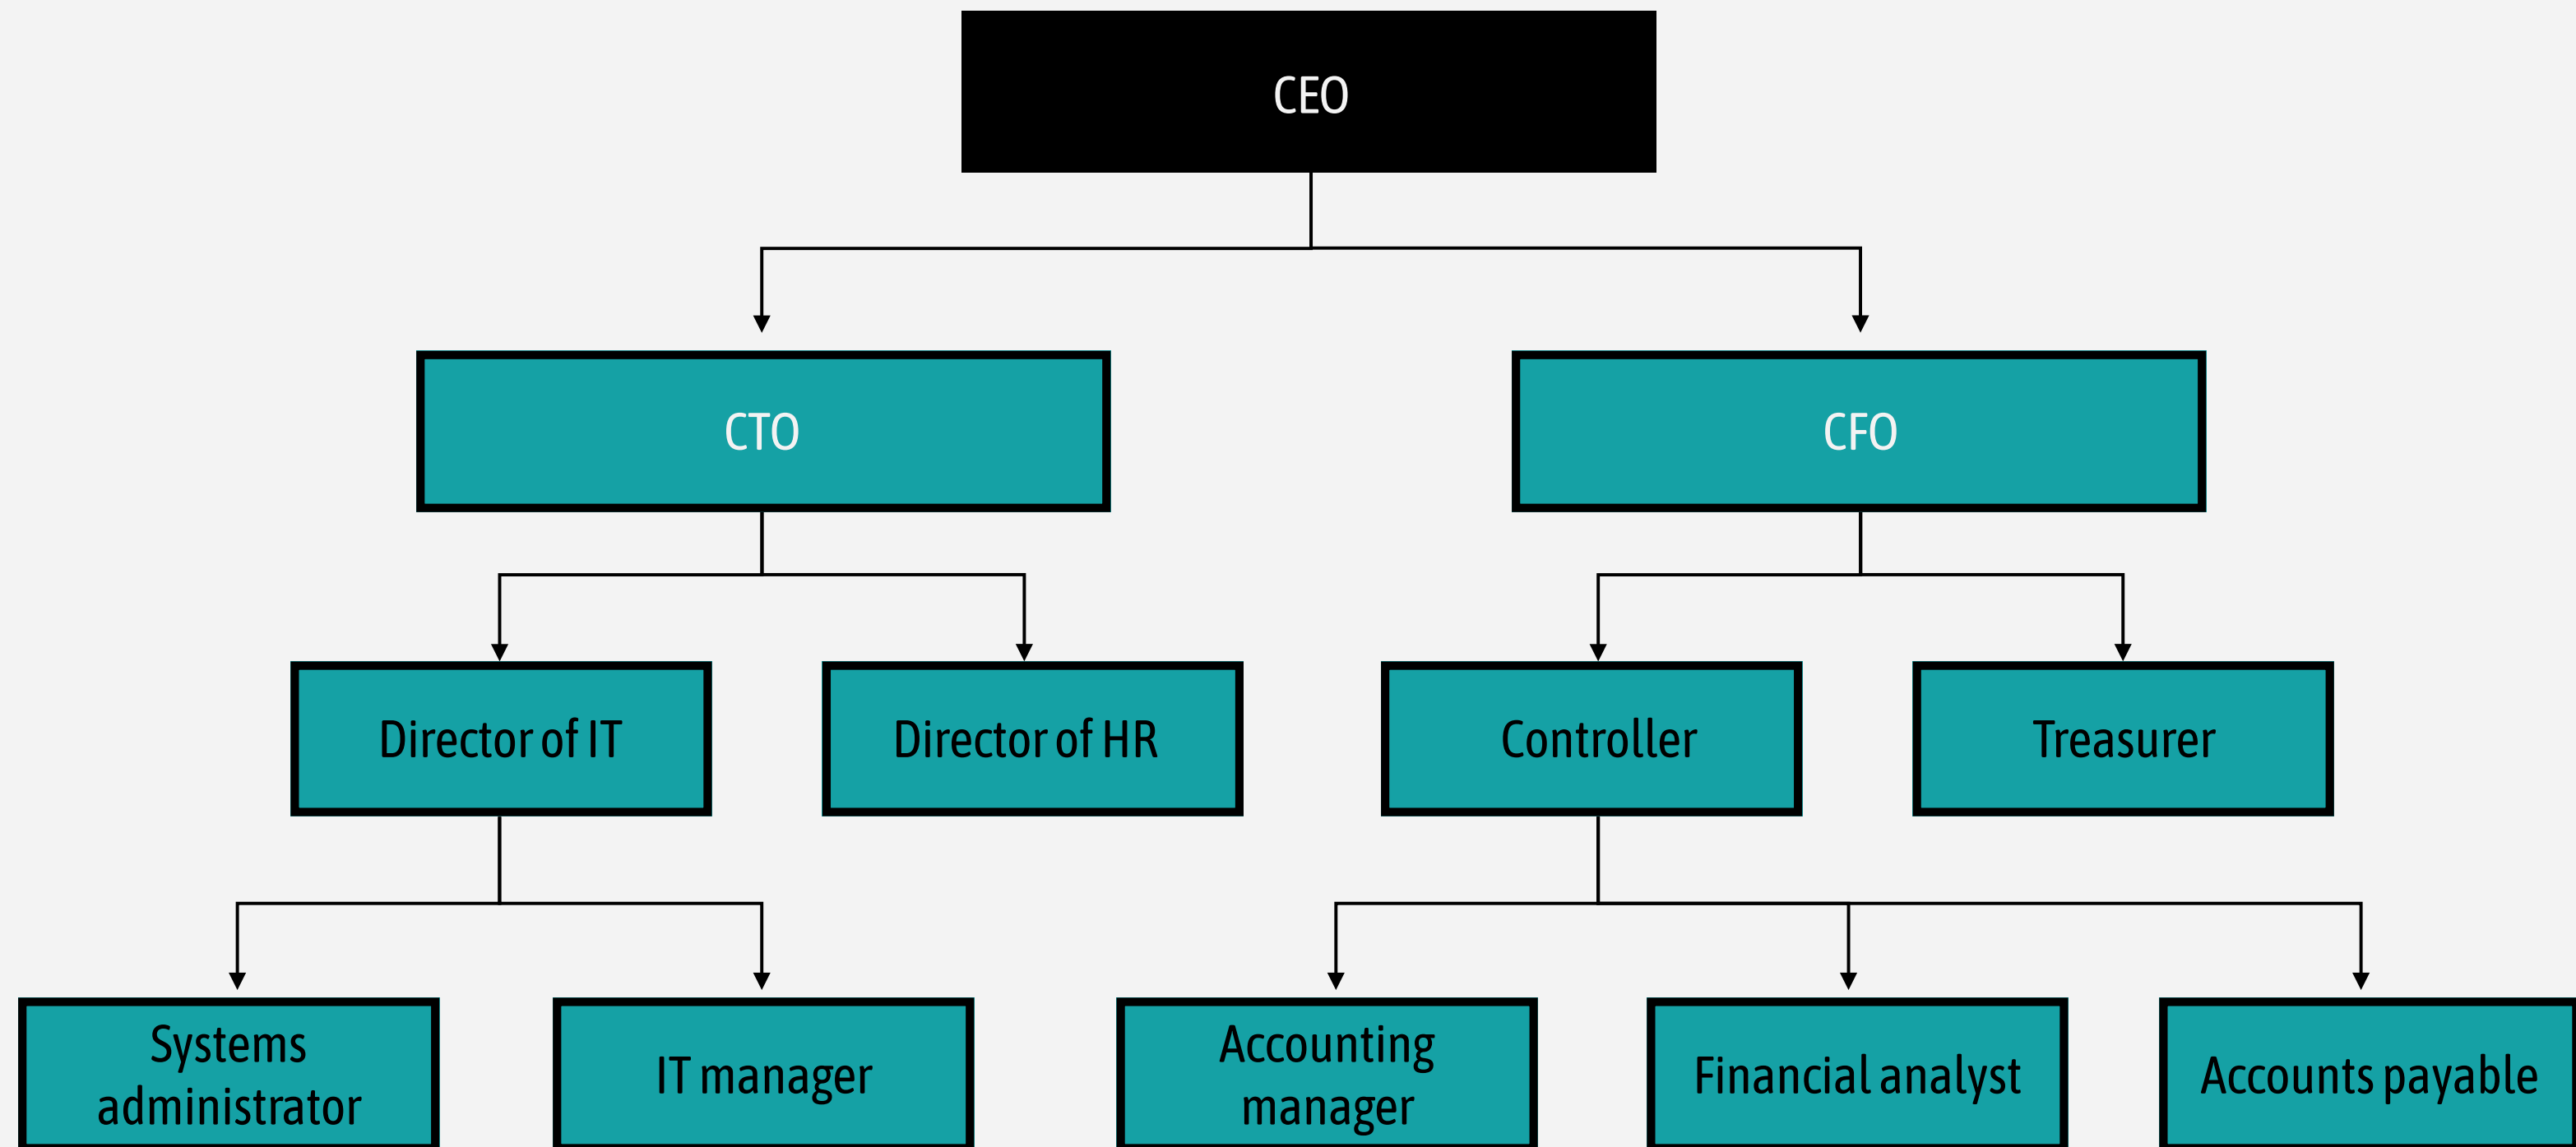 CEO
CTO
CFO
Director of IT
Director of HR
Controller
Treasurer
Systems
administrator
IT manager
Accounting
manager
Financial analyst
Accounts payable